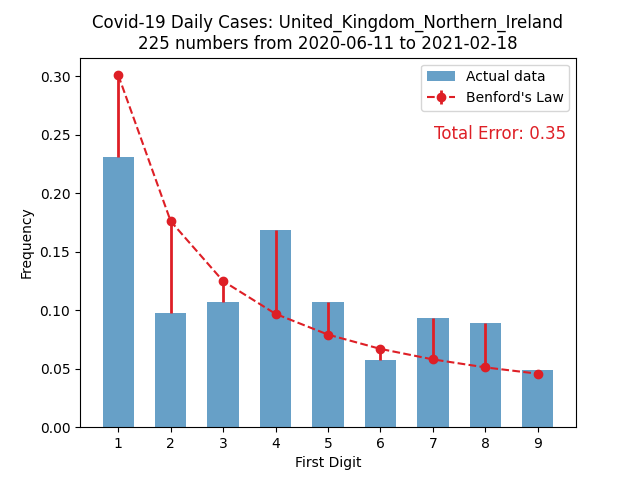 Covid-19 Daily Cases: United_Kingdom_Northern_Ireland
225 numbers from 2020-06-11 to 2021-02-18
Actual data
Benford's Law
Total Error: 0.35
Frequency
0.30
0.25
0.20
0.15
0.10
0.05
0.00
1 2 3 4 5 6 7 8 9
First Digit